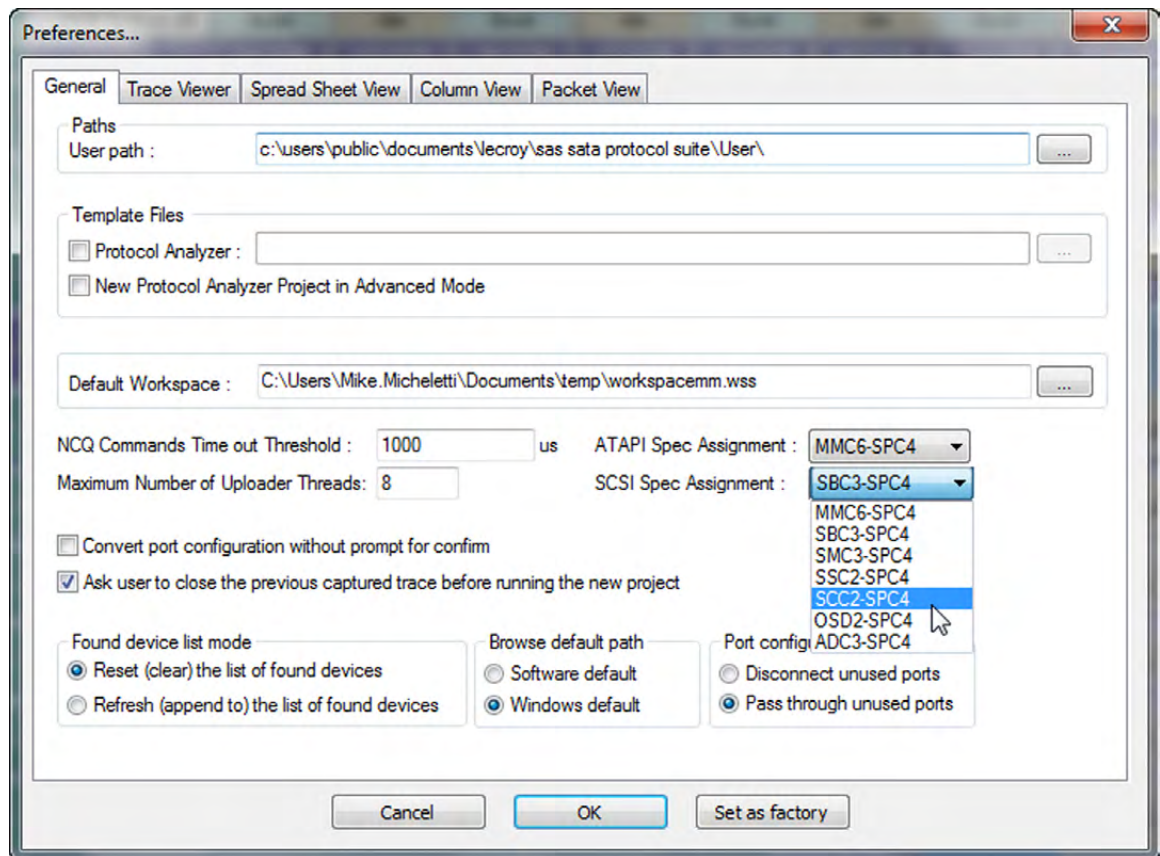 Preferences...
General Trace Viewer Spread Sheet View Column View Packet View
Paths
User path : c:\users\public\documents\lecroy\sas sata protocol suite\User\ ...
Template Files
Protocol Analyzer : ...
New Protocol Analyzer Project in Advanced Mode
Default Workspace : C:\Users\Mike.Micheletti\Documents\temp\workspacemm.wss ...
NCQ Commands Time out Threshold : 1000 us ATAPI Spec Assignment : MMC6-SPC4
Maximum Number of Uploader Threads: 8 SCSI Spec Assignment : SBC3-SPC4
MMC6-SPC4
SBC3-SPC4
SMC3-SPC4
SSC2-SPC4
SCC2-SPC4
OSD2-SPC4
ADC3-SPC4
Convert port configuration without prompt for confirm
Ask user to close the previous captured trace before running the new project
Found device list mode
Reset (clear) the list of found devices
Refresh (append to) the list of found devices
Browse default path
Software default
Windows default
Port config
Disconnect unused ports
Pass through unused ports
Cancel OK Set as factory